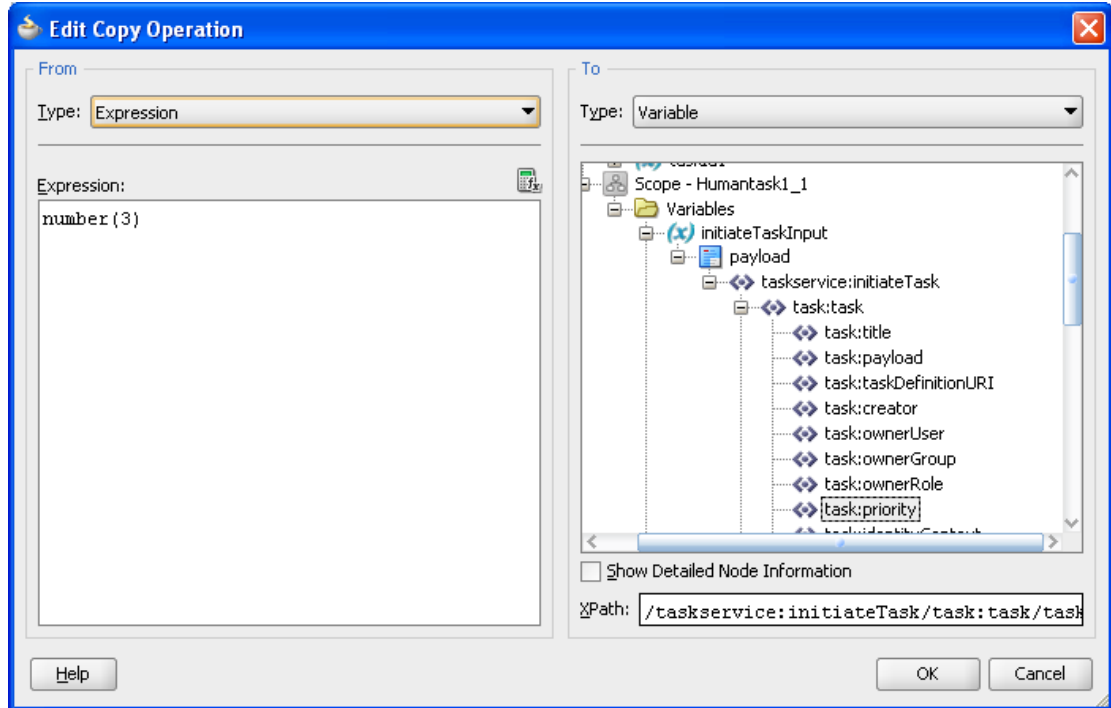 Edit Copy Operation
From
Type: Expression
Expression:
number(3)
To
Type: Variable
Scope - Humantask1_1
Variables
(x) initiateTaskInput
payload
taskservice:initiateTask
task:task
task:title
task:payload
task:taskDefinitionURI
task:creator
task:ownerUser
task:ownerGroup
task:ownerRole
task:priority
Show Detailed Node Information
XPath: /taskservice:initiateTask/task:task/task
Help
OK
Cancel